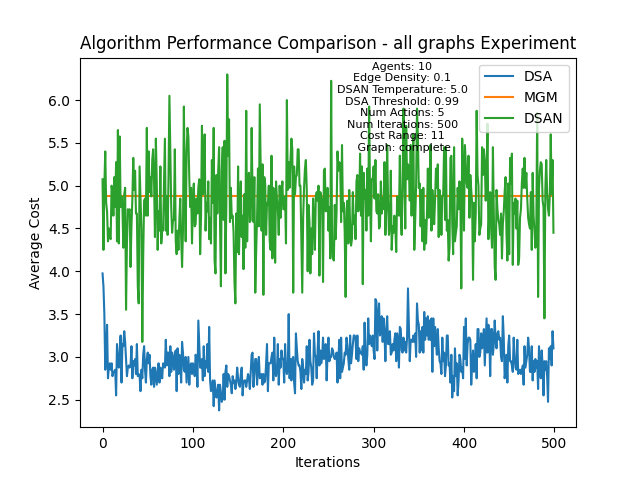 Algorithm Performance Comparison - all graphs Experiment
Agents: 10
Edge Density: 0.1
DSAN Temperature: 5.0
DSA Threshold: 0.99
Num Actions: 5
Num Iterations: 500
Cost Range: 11
Graph: complete
DSA
MGM
DSAN
Average Cost
6.0
5.5
5.0
4.5
4.0
3.5
3.0
2.5
0 100 200 300 400 500
Iterations